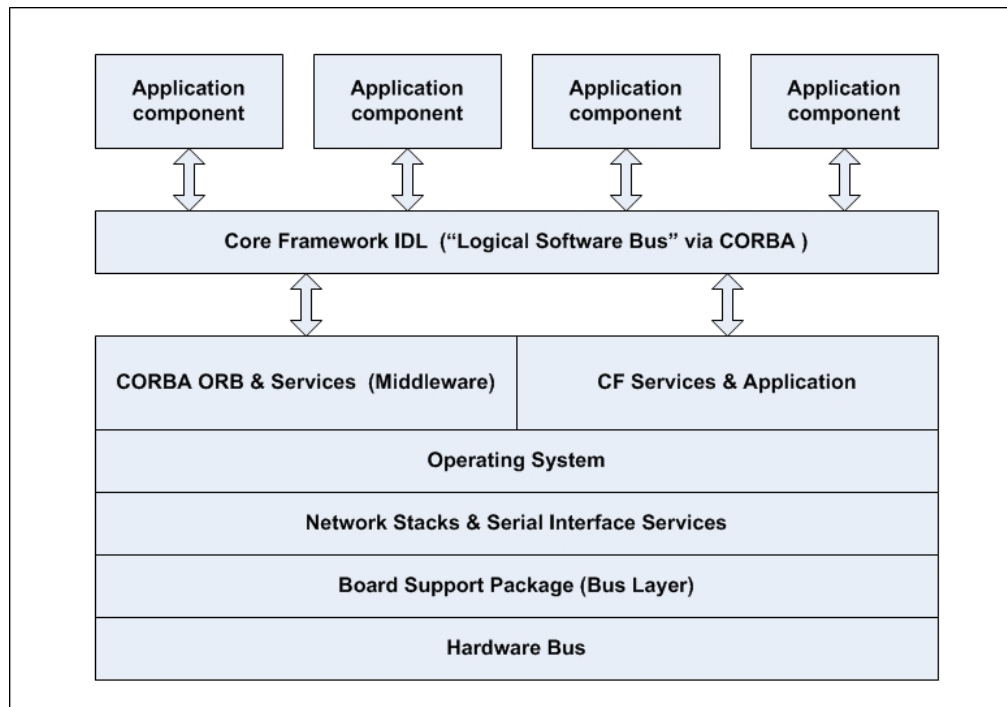 Application
component
Application
component
Application
component
Application
component
Core Framework IDL (“Logical Software Bus” via CORBA )
CORBA ORB & Services (Middleware)
CF Services & Application
Operating System
Network Stacks & Serial Interface Services
Board Support Package (Bus Layer)
Hardware Bus